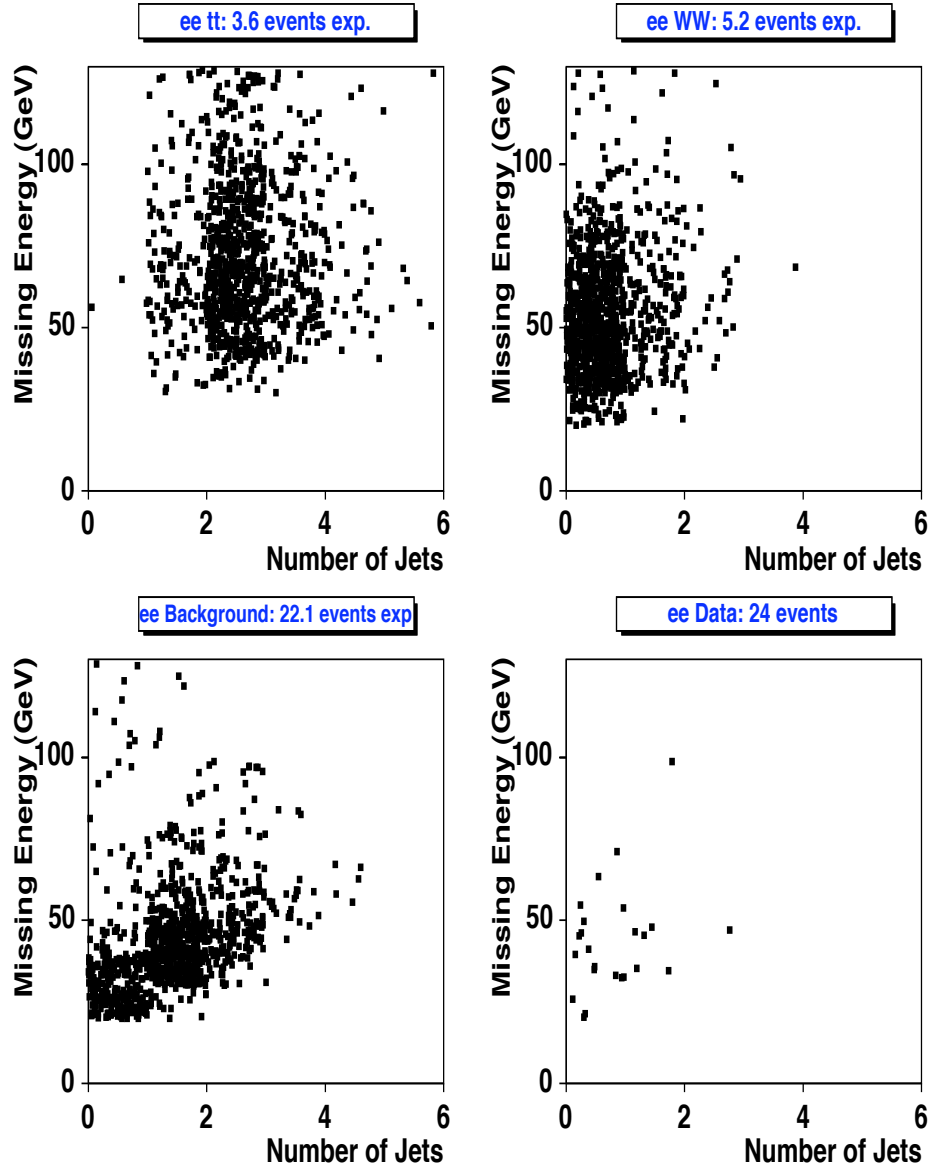 ee tt: 3.6 events exp.
Missing Energy (GeV)
100
50
0
0 2 4 6
Number of Jets
ee WW: 5.2 events exp.
Missing Energy (GeV)
100
50
0
0 2 4 6
Number of Jets
ee Background: 22.1 events exp
Missing Energy (GeV)
100
50
0
0 2 4 6
Number of Jets
ee Data: 24 events
Missing Energy (GeV)
100
50
0
0 2 4 6
Number of Jets